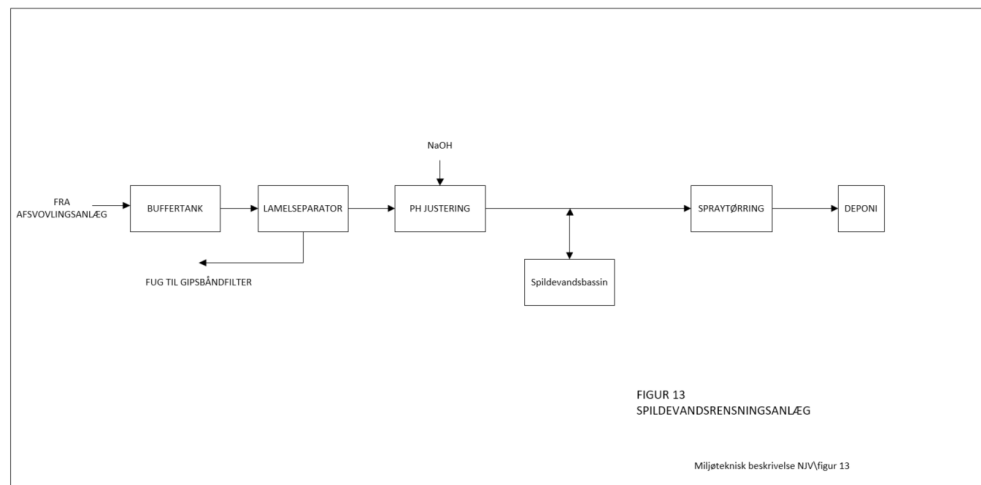 NaOH
FRA
AFSVOVLINGSANLÆG
BUFFERTANK
LAMELSEPARATOR
PH JUSTERING
SPRAYTØRRING
DEPONI
FUG TIL GIPSBÅNDFILTER
Spildevandsbassin
FIGUR 13
SPILDEVANDSRENSNINGSANLÆG
Miljøteknisk beskrivelse NJV\figur 13